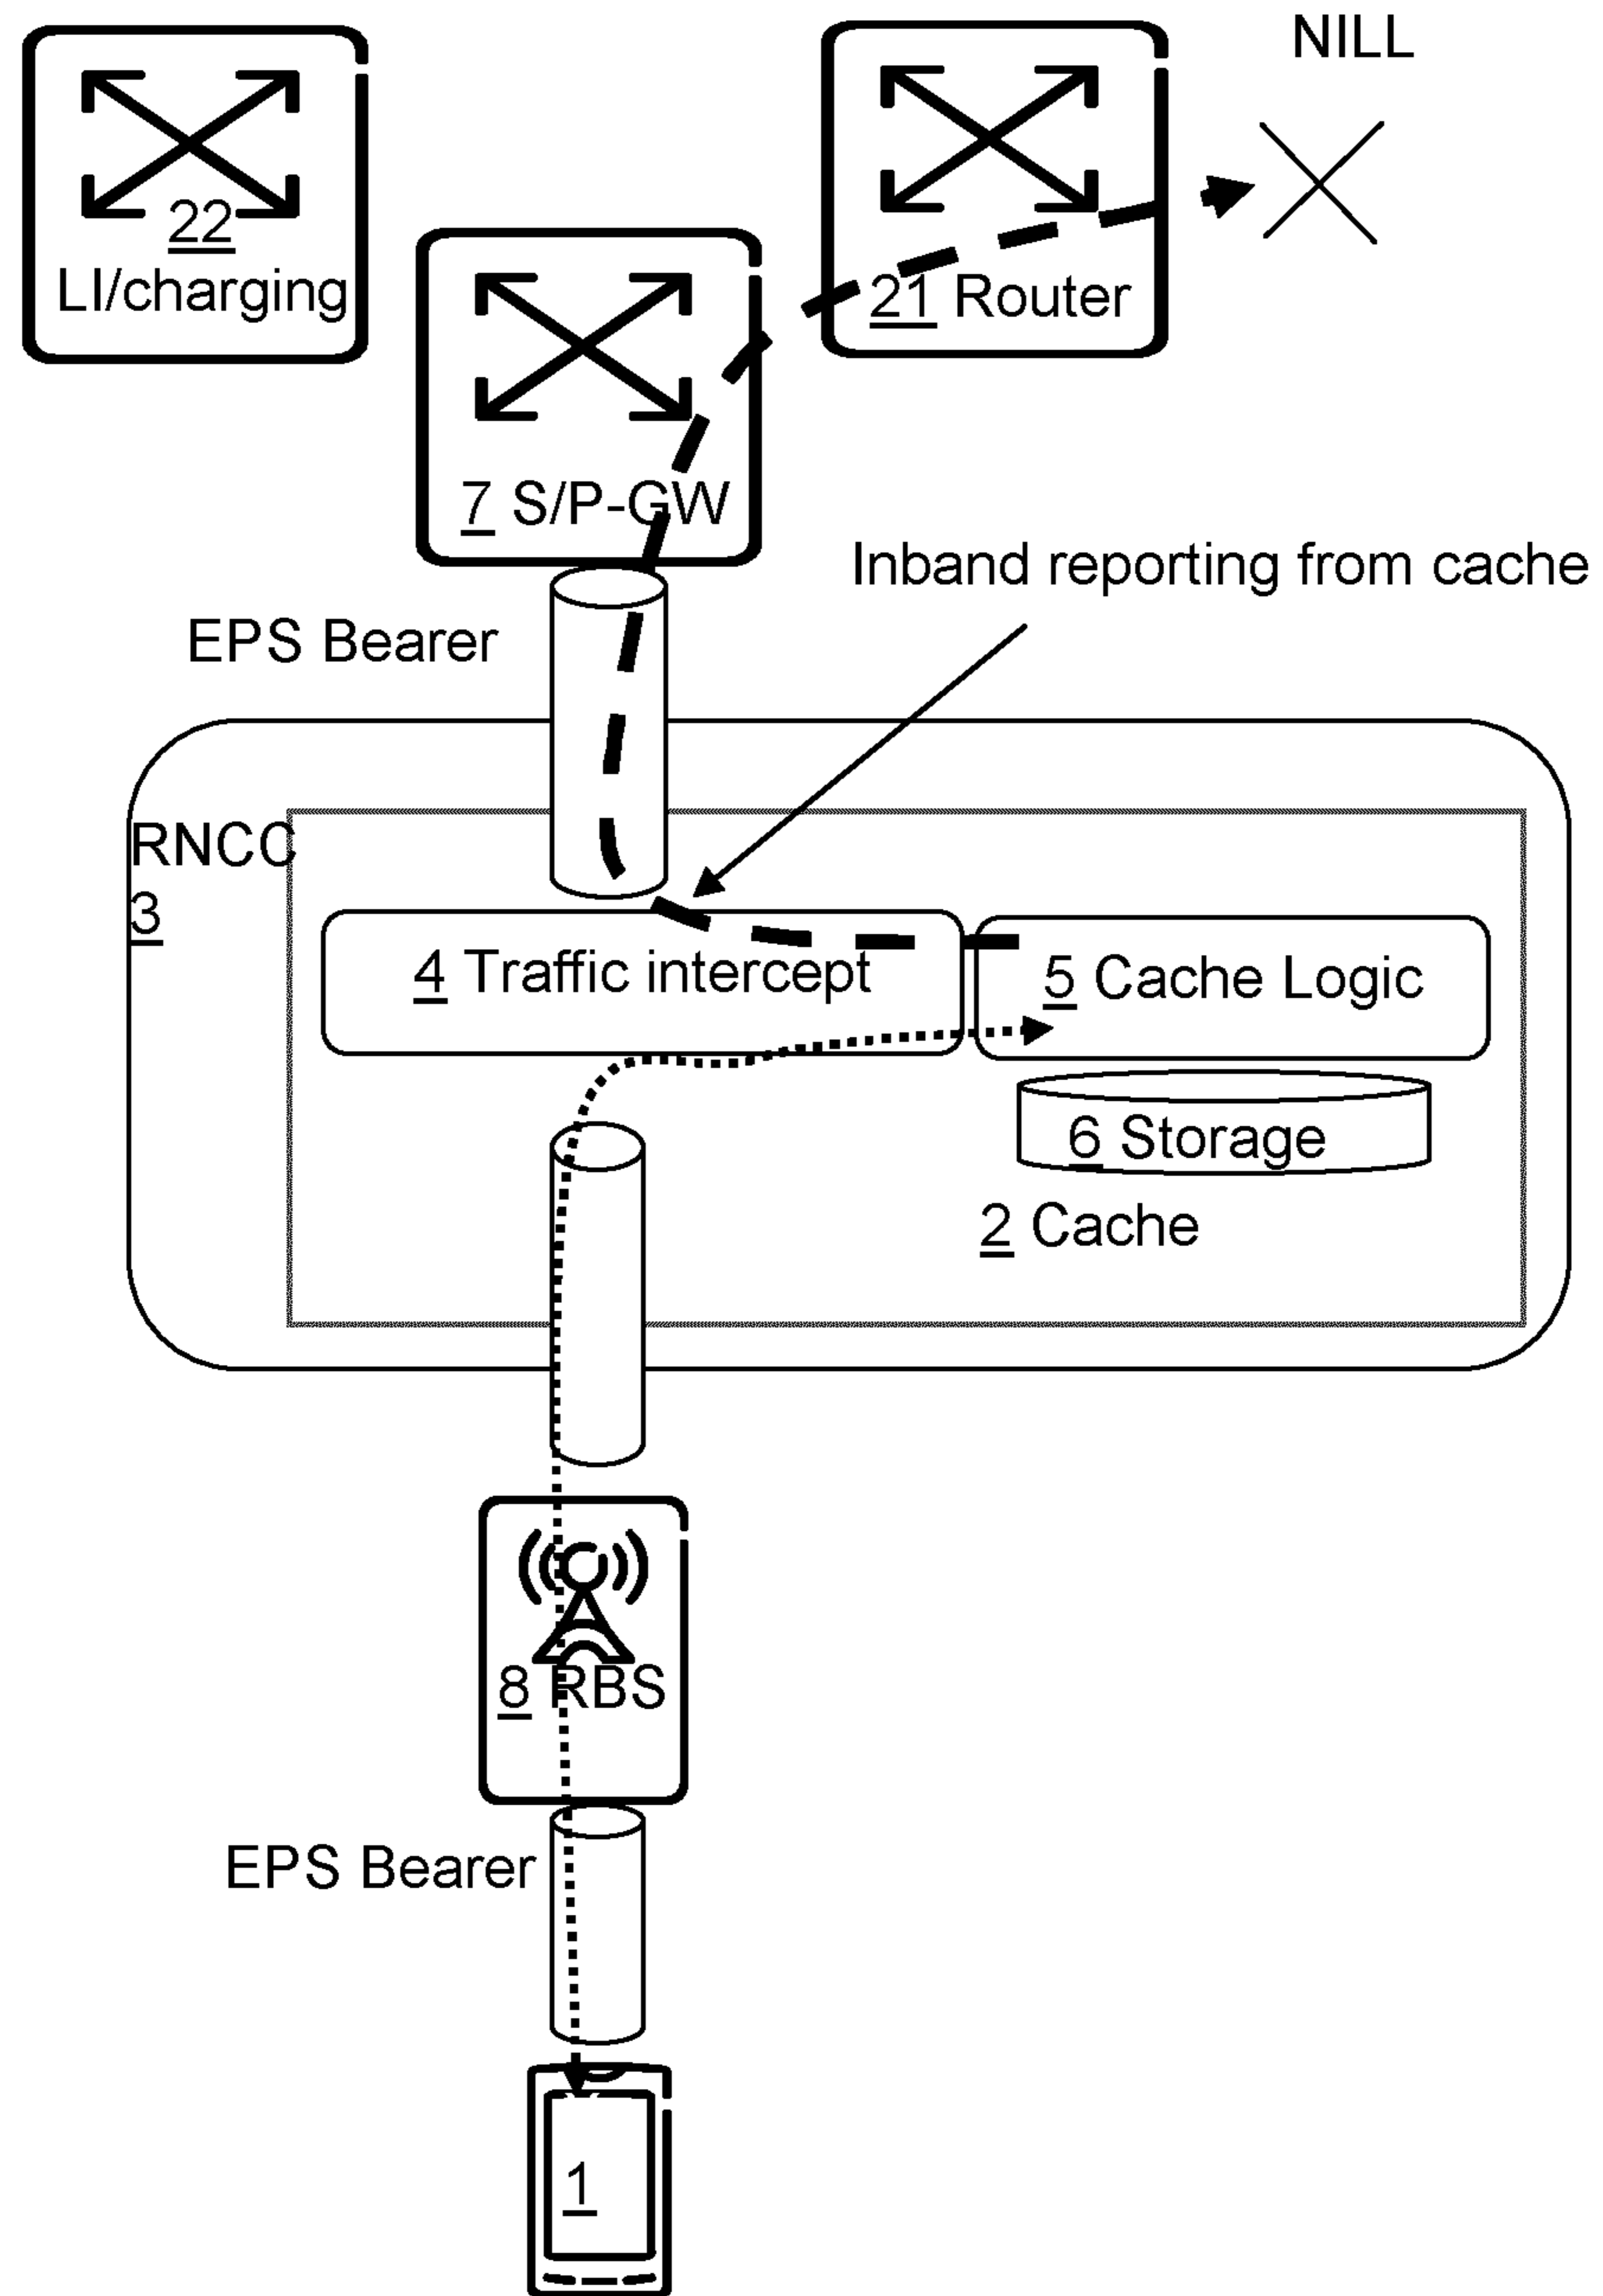 NILL
22
LI/charging
21 Router
7 S/P-GW
Inband reporting from cache
EPS Bearer
RNCC
3
4 Traffic intercept
5 Cache Logic
6 Storage
2 Cache
8 RBS
EPS Bearer
1